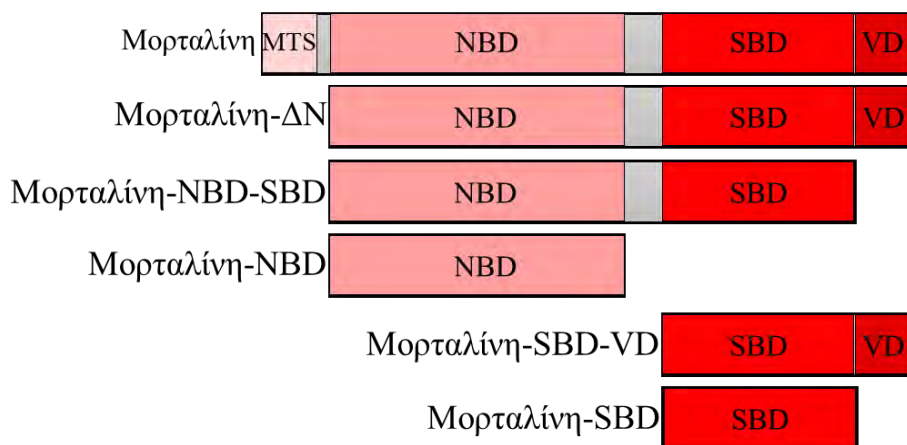 Μορταλίνη MTS NBD SBD VD
Μορταλίνη-ΔΝ NBD SBD VD
Μορταλίνη-NBD-SBD NBD SBD
Μορταλίνη-NBD NBD
Μορταλίνη-SBD-VD SBD VD
Μορταλίνη-SBD SBD